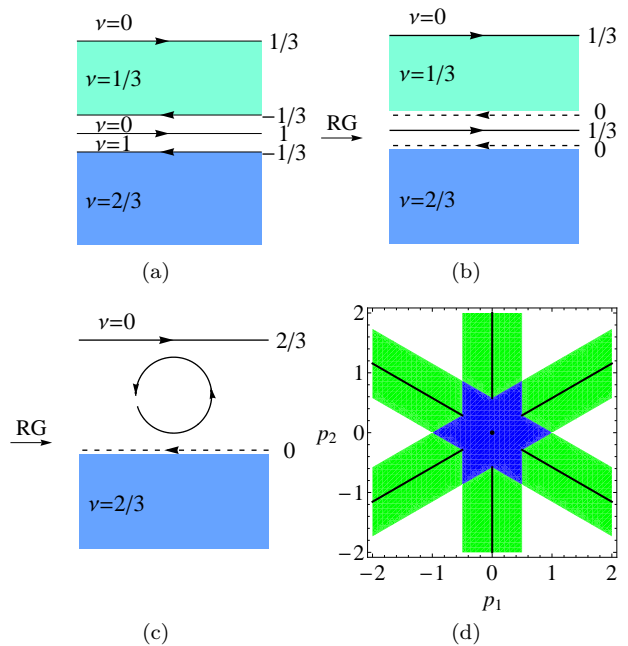 ν=0
1/3
ν=1/3
−1/3
ν=0
1
ν=1
−1/3
ν=2/3
(a)
RG
ν=0
1/3
ν=1/3
0
1/3
0
ν=2/3
(b)
RG
ν=0
2/3
0
ν=2/3
(c)
2
1
p2 0
−1
−2
−2 −1 0 1 2
p1
(d)